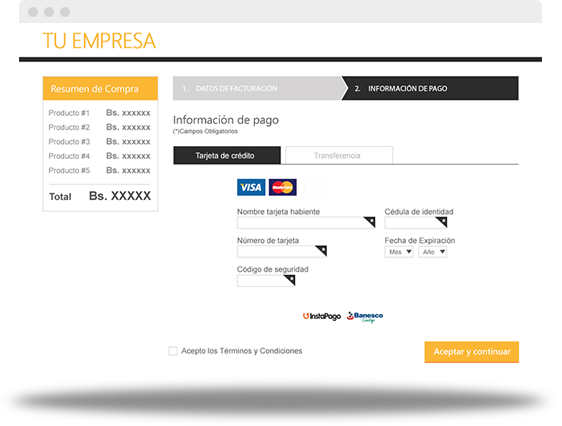 TU EMPRESA
Resumen de Compra
Producto #1 Bs. xxxxxx
Producto #2 Bs. xxxxxx
Producto #3 Bs. xxxxxx
Producto #4 Bs. xxxxxx
Producto #5 Bs. xxxxxx
Total Bs. XXXXX
1. DATOS DE FACTURACIÓN
2. INFORMACIÓN DE PAGO
Información de pago
(*)Campos Obligatorios
Tarjeta de crédito
Transferencia
VISA MasterCard
Nombre tarjeta habiente
Cédula de identidad
Número de tarjeta
Fecha de Expiración
Mes Año
Código de seguridad
InstaPago Banesco
Contigo
Acepto los Términos y Condiciones
Aceptar y continuar